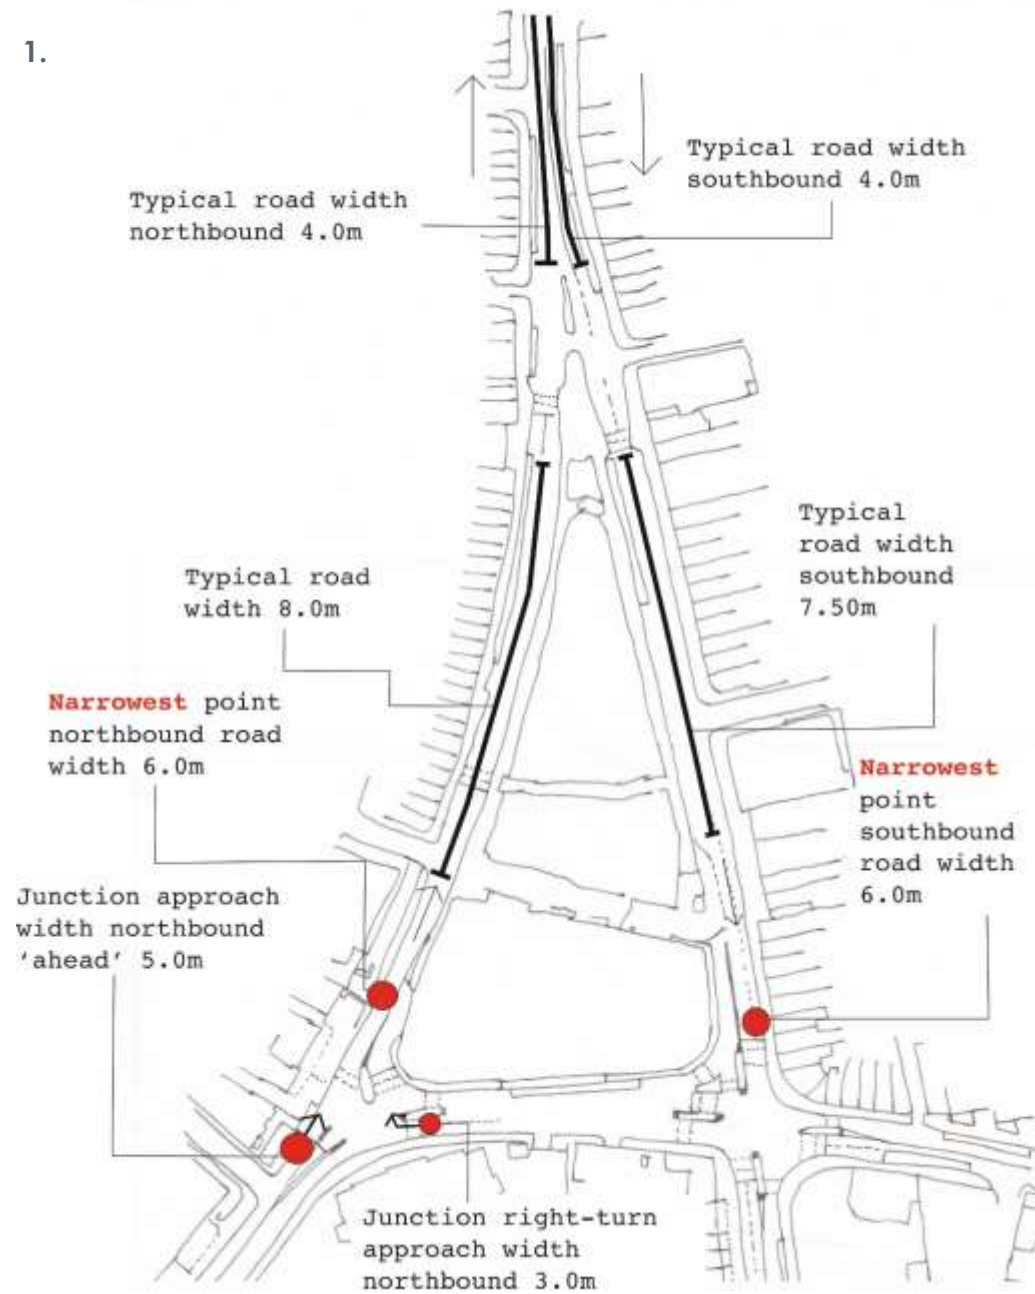 1.
Typical road width
southbound 4.0m
Typical road width
northbound 4.0m
Typical
road width
southbound
7.50m
Typical road
width 8.0m
Narrowest point
northbound road
width 6.0m
Narrowest
point
southbound
road width
6.0m
Junction approach
width northbound
‘ahead’ 5.0m
Junction right-turn
approach width
northbound 3.0m